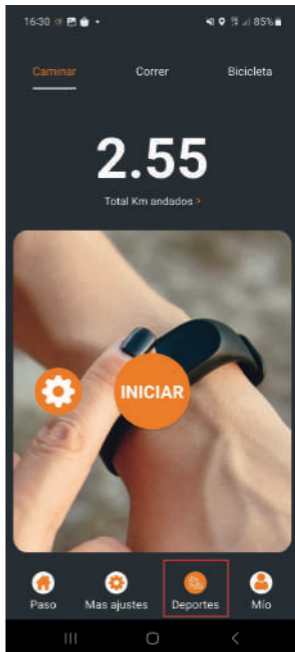 16:30
85%
Caminar Correr Bicicleta
2.55
Total Km andados >
INICIAR
Paso Mas ajustes Deportes Mío